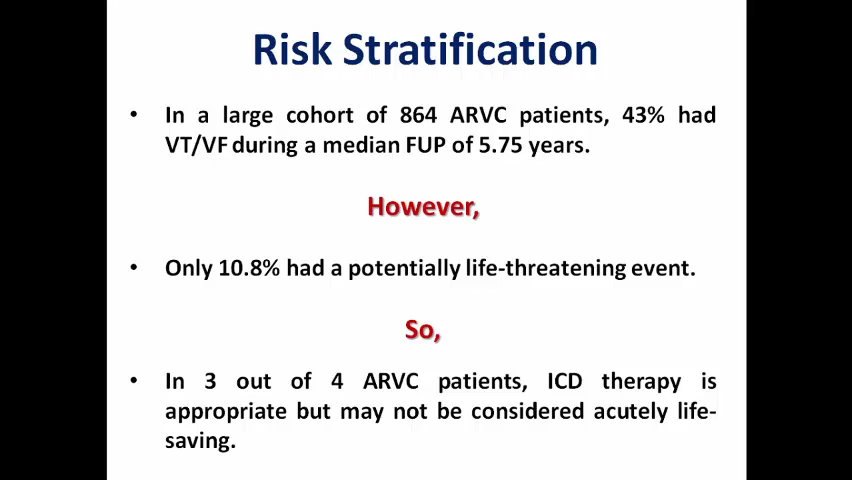 Risk Stratification
• In a large cohort of 864 ARVC patients, 43% had
VT/VF during a median FUP of 5.75 years.
However,
• Only 10.8% had a potentially life-threatening event.
So,
• In 3 out of 4 ARVC patients, ICD therapy is
appropriate but may not be considered acutely life-
saving.